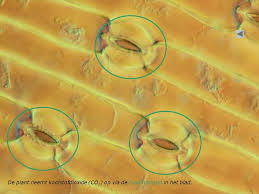 De plant neemt koolstofdioxide (CO₂) op via de in het blad.